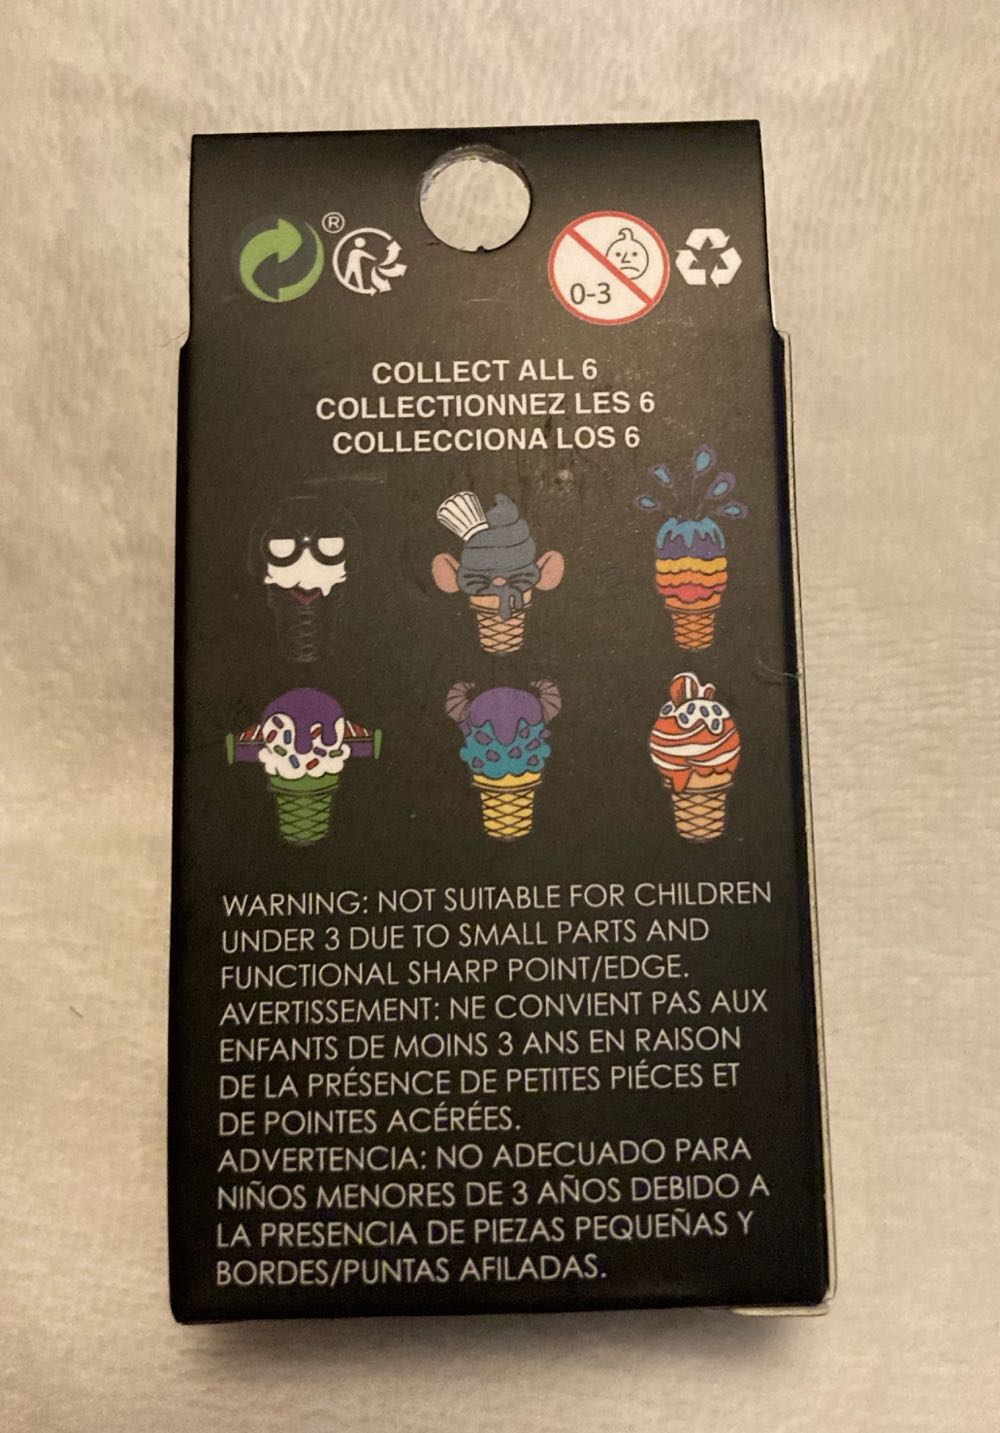 ®
0-3
COLLECT ALL 6
COLLECTIONNEZ LES 6
COLLECCIONA LOS 6
WARNING: NOT SUITABLE FOR CHILDREN
UNDER 3 DUE TO SMALL PARTS AND
FUNCTIONAL SHARP POINT/EDGE.
AVERTISSEMENT: NE CONVIENT PAS AUX
ENFANTS DE MOINS 3 ANS EN RAISON
DE LA PRÉSENCE DE PETITES PIÉCES ET
DE POINTES ACÉRÉES.
ADVERTENCIA: NO ADECUADO PARA
NIÑOS MENORES DE 3 AÑOS DEBIDO A
LA PRESENCIA DE PIEZAS PEQUEÑAS Y
BORDES/PUNTAS AFILADAS.